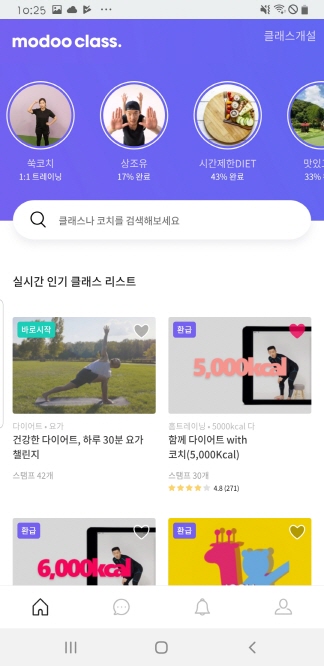 10:25
modoo class.
클래스개설
쑥코치
1:1 트레이닝
상조유
17% 완료
시간제한DIET
43% 완료
맛있
33%
클래스나 코치를 검색해보세요
실시간 인기 클래스 리스트
바로시작
다이어트 • 요가
건강한 다이어트, 하루 30분 요가
챌린지
스탬프 42개
환급
5,000kcal
홈트레이닝 • 5000kcal 다
함께 다이어트 with
코치(5,000Kcal)
스탬프 30개
4.8 (271)
환급
6,000kcal
환급